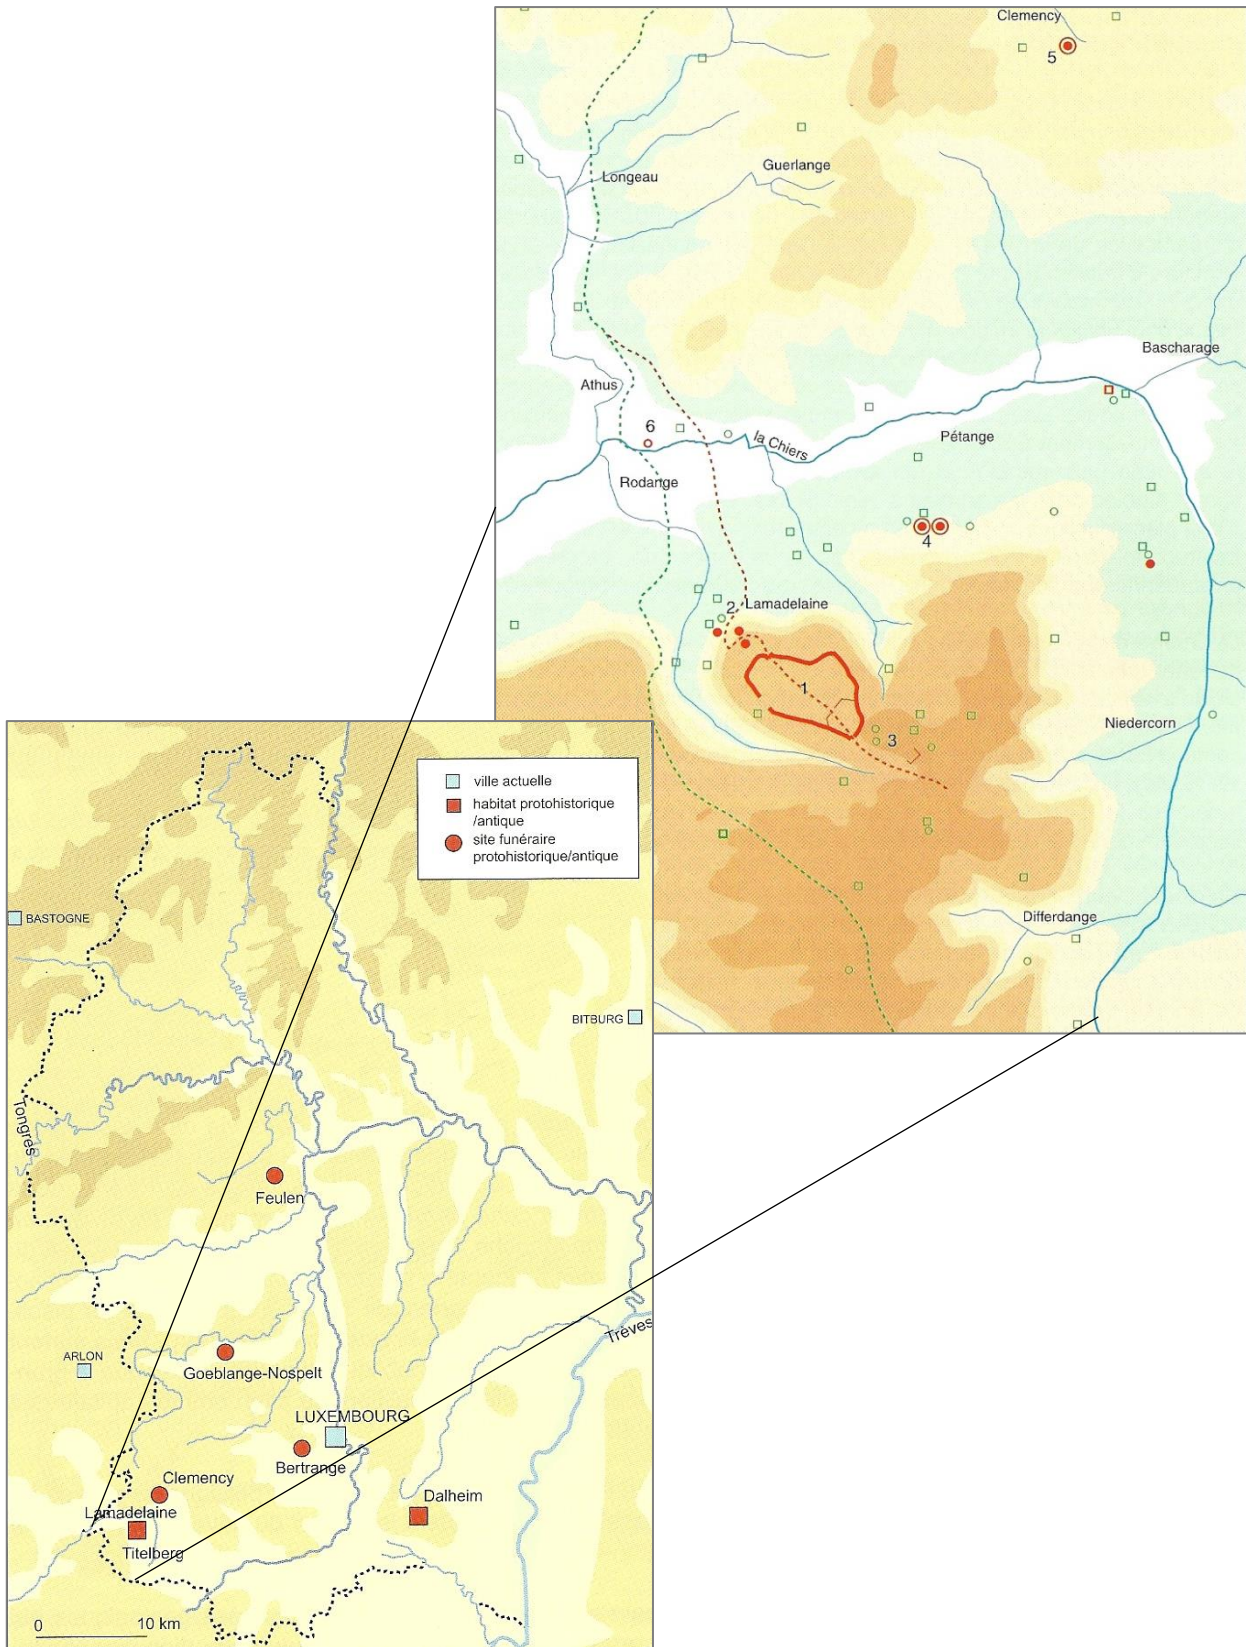 Clemency
5
Guerlange
Longeau
Bascharage
Athus
6
la Chiers
Pétange
Rodange
4
2
Lamadelaine
1
3
Niedercorn
Differdange
ville actuelle
habitat protohistorique
/antique
site funéraire
protohistorique/antique
BASTOGNE
BITBURG
Tongres
Feulen
Trèves
ARLON
Goeblange-Nospelt
LUXEMBOURG
Bertrange
Clemency
Dalheim
Lamadelaine
Titelberg
0 10 km